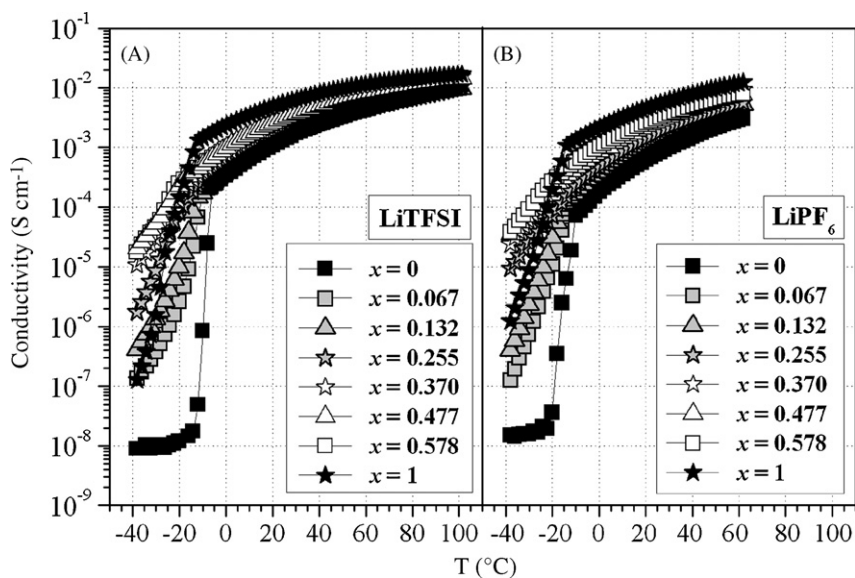 Conductivity (S cm⁻¹)
10⁻¹
10⁻²
10⁻³
10⁻⁴
10⁻⁵
10⁻⁶
10⁻⁷
10⁻⁸
10⁻⁹
(A)
LiTFSI
x = 0
x = 0.067
x = 0.132
x = 0.255
x = 0.370
x = 0.477
x = 0.578
x = 1
-40 -20 0 20 40 60 80 100
(B)
LiPF₆
x = 0
x = 0.067
x = 0.132
x = 0.255
x = 0.370
x = 0.477
x = 0.578
x = 1
-40 -20 0 20 40 60 80 100
T (°C)